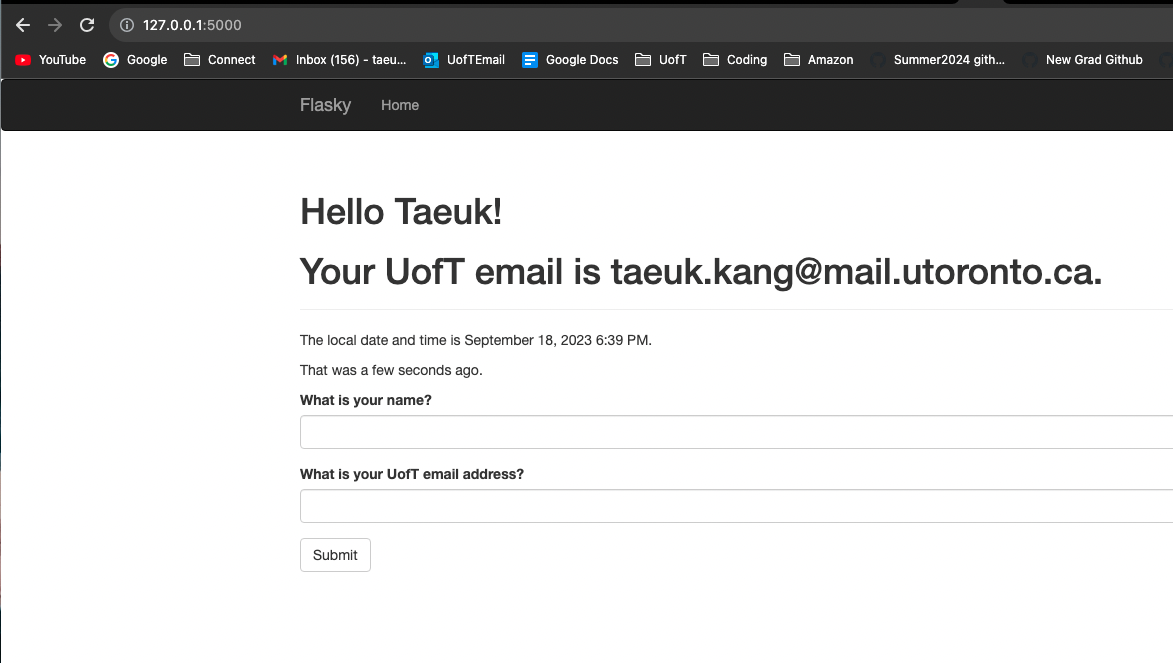 127.0.0.1:5000
YouTube Google Connect Inbox (156) - taeu... UofTEmail Google Docs UofT Coding Amazon Summer2024 gith... New Grad Github
Flasky Home
Hello Taeuk!
Your UofT email is taeuk.kang@mail.utoronto.ca.
The local date and time is September 18, 2023 6:39 PM.
That was a few seconds ago.
What is your name?
What is your UofT email address?
Submit